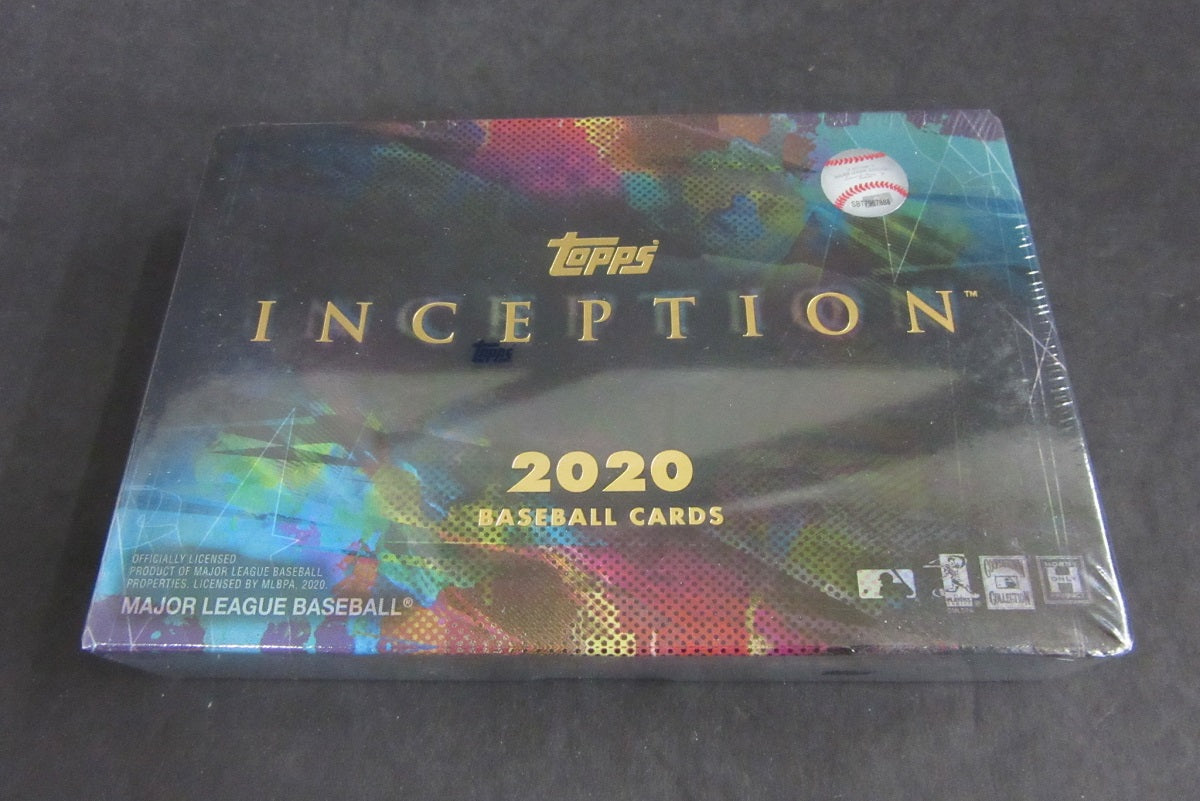 TOPPS
INCEPTION™
TOPPS
2020
BASEBALL CARDS
OFFICIALLY LICENSED
PRODUCT OF MAJOR LEAGUE BASEBALL
PROPERTIES. LICENSED BY MLBPA, 2020.
MAJOR LEAGUE BASEBALL®
COLLECTION